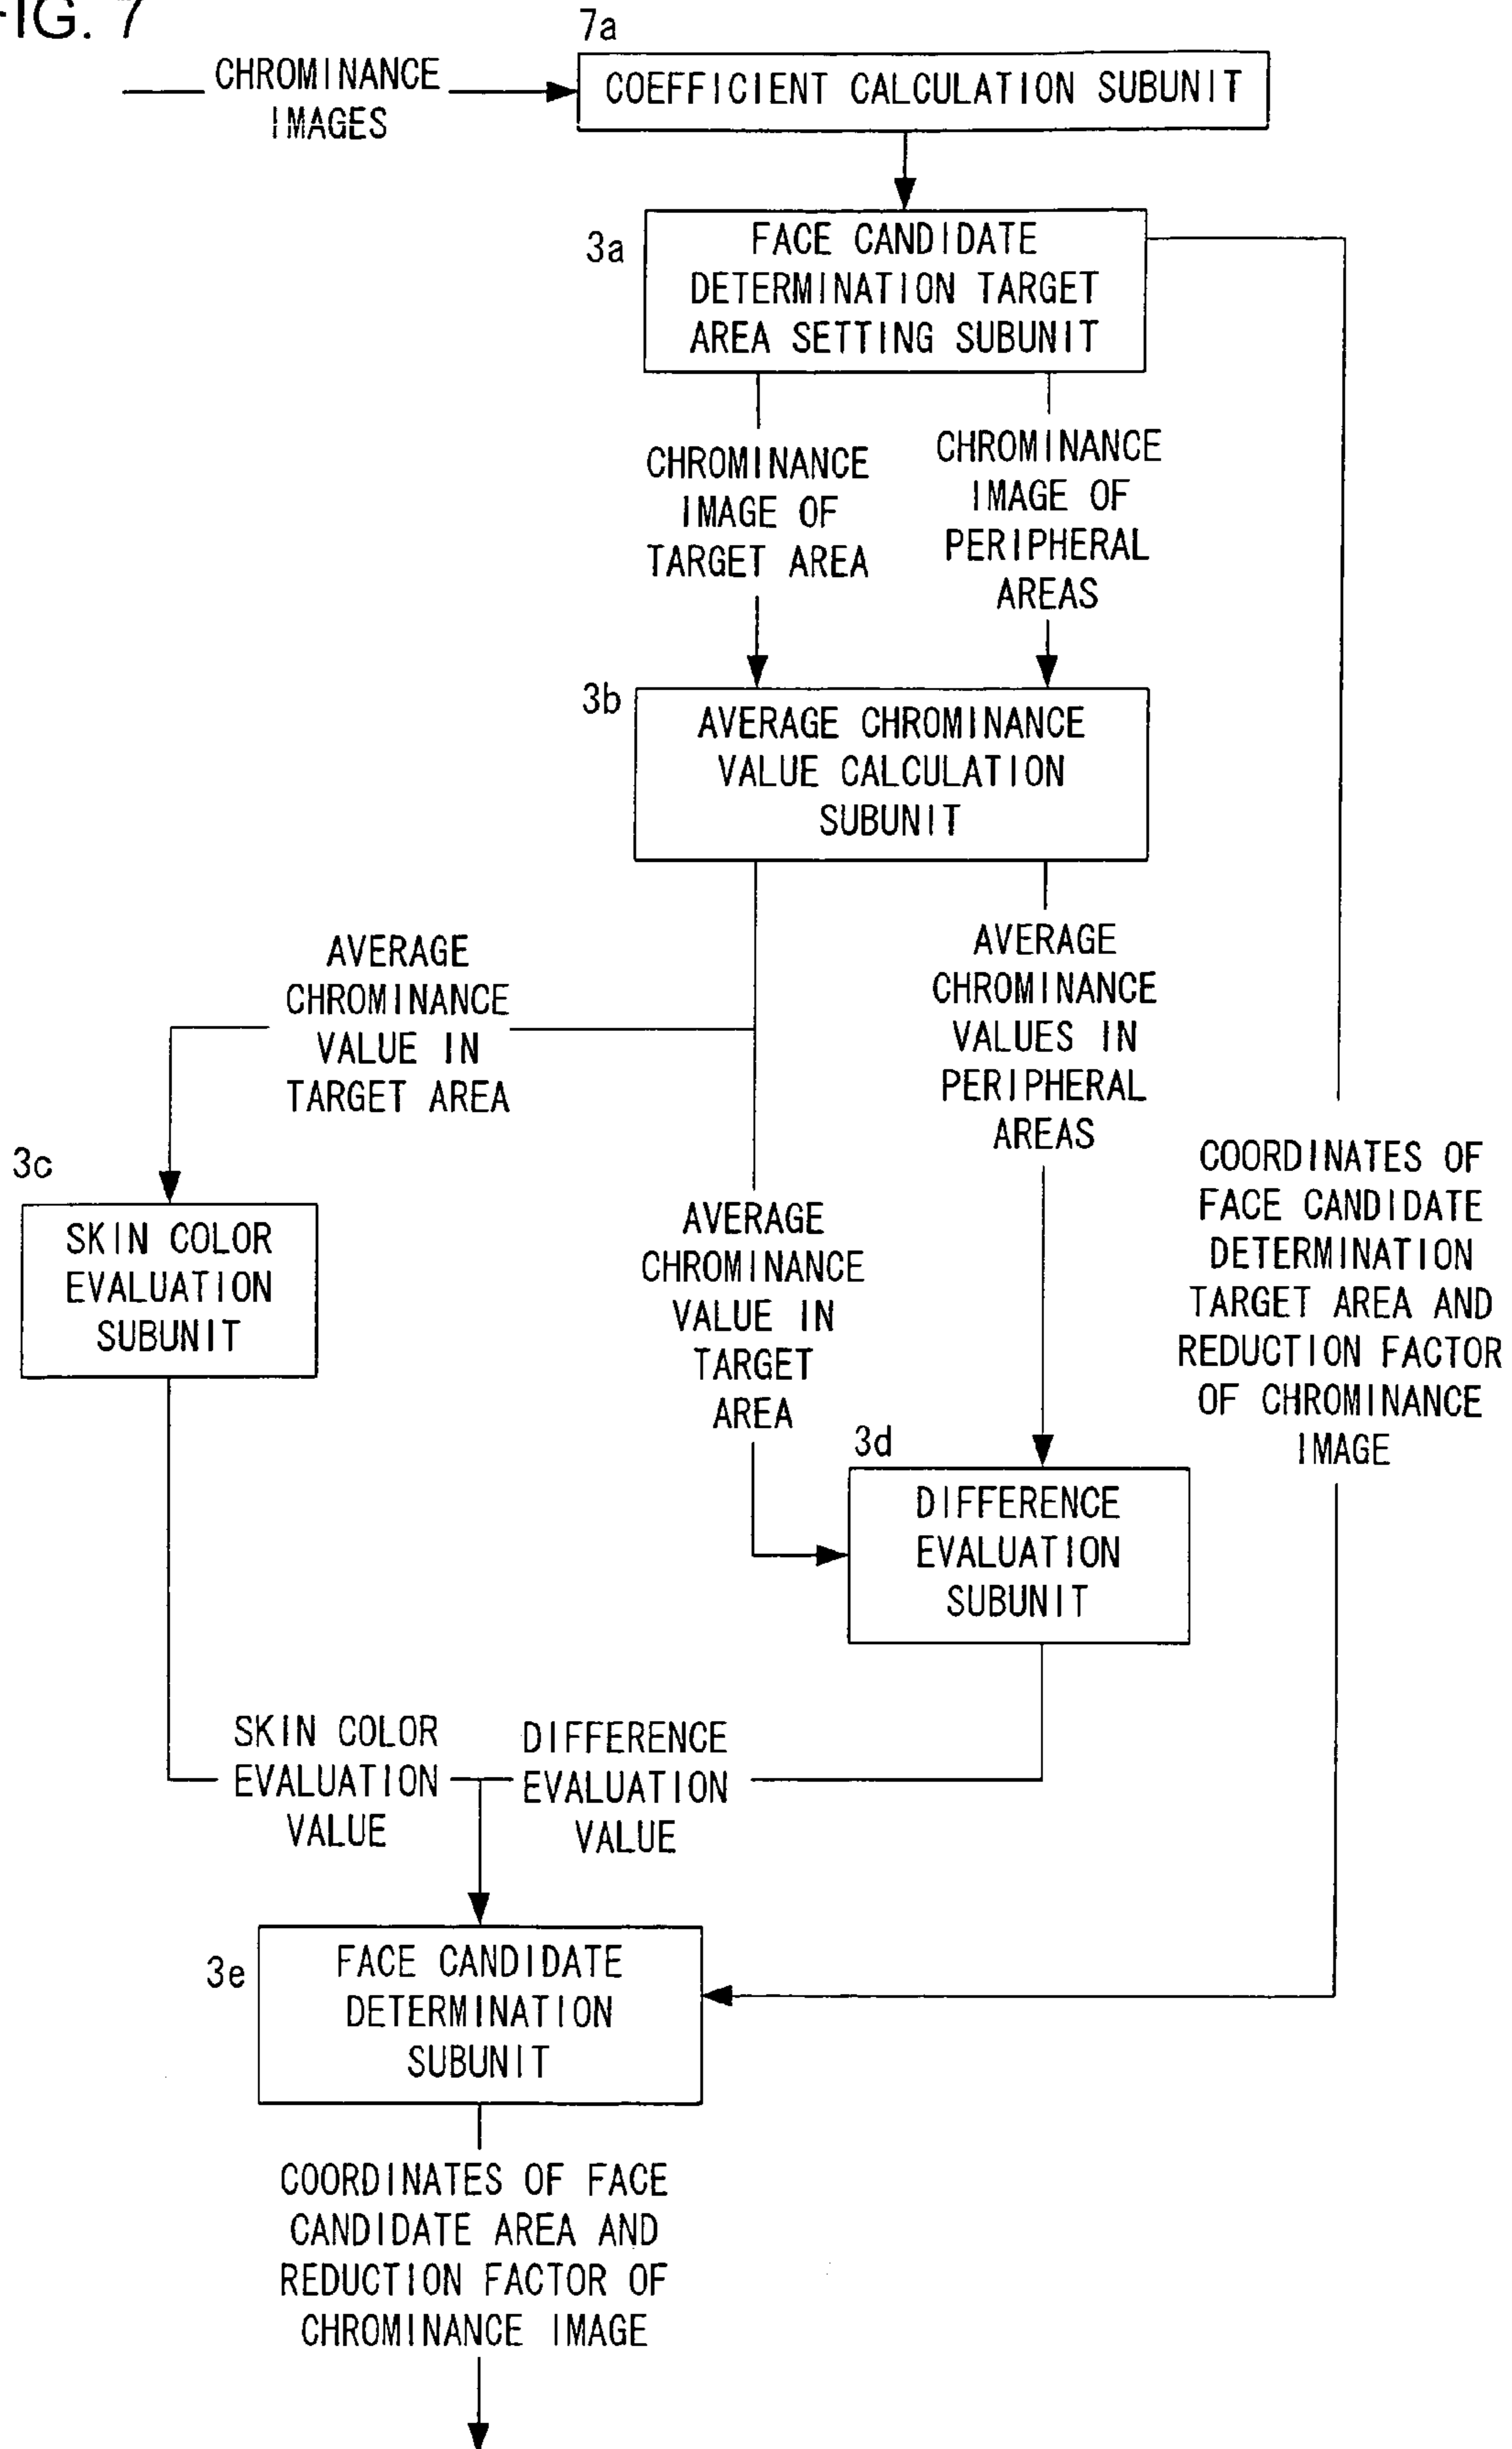 FIG. 7
7a
CHROMINANCE
IMAGES
COEFFICIENT CALCULATION SUBUNIT
3a
FACE CANDIDATE
DETERMINATION TARGET
AREA SETTING SUBUNIT
CHROMINANCE
IMAGE OF
TARGET AREA
CHROMINANCE
IMAGE OF
PERIPHERAL
AREAS
3b
AVERAGE CHROMINANCE
VALUE CALCULATION
SUBUNIT
AVERAGE
CHROMINANCE
VALUE IN
TARGET AREA
AVERAGE
CHROMINANCE
VALUES IN
PERIPHERAL
AREAS
3c
SKIN COLOR
EVALUATION
SUBUNIT
AVERAGE
CHROMINANCE
VALUE IN
TARGET
AREA
COORDINATES OF
FACE CANDIDATE
DETERMINATION
TARGET AREA AND
REDUCTION FACTOR
OF CHROMINANCE
IMAGE
3d
DIFFERENCE
EVALUATION
SUBUNIT
SKIN COLOR
EVALUATION
VALUE
DIFFERENCE
EVALUATION
VALUE
3e
FACE CANDIDATE
DETERMINATION
SUBUNIT
COORDINATES OF FACE
CANDIDATE AREA AND
REDUCTION FACTOR OF
CHROMINANCE IMAGE